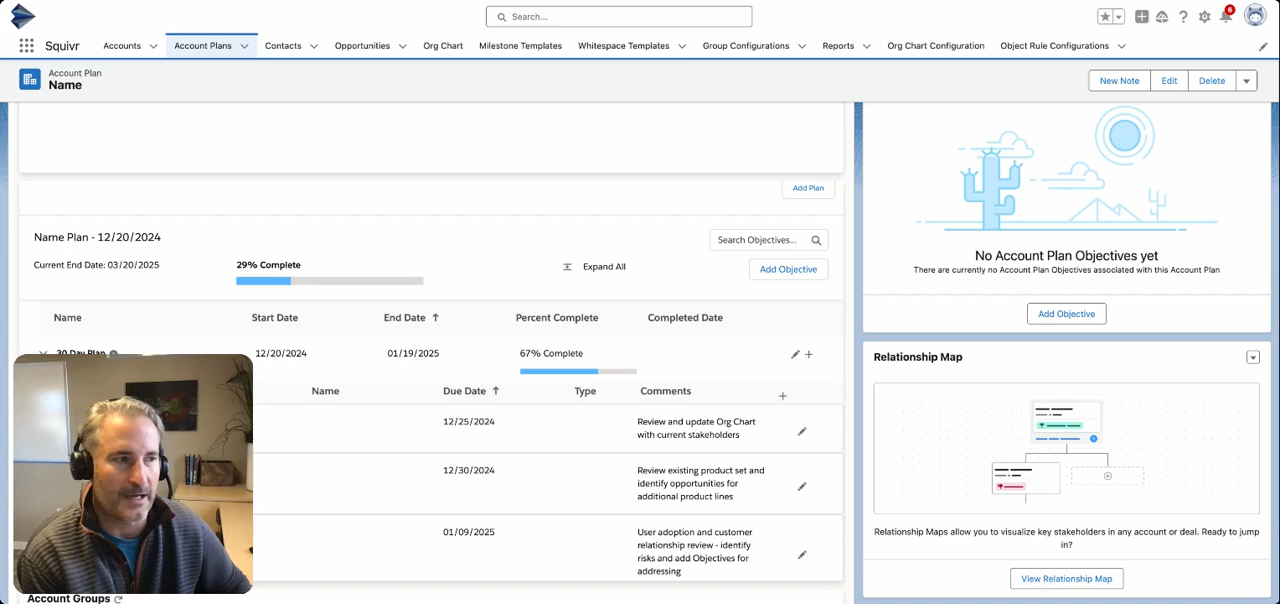 Search...
6
Squivr
Accounts
Account Plans
Contacts
Opportunities
Org Chart
Milestone Templates
Whitespace Templates
Group Configurations
Reports
Org Chart Configuration
Object Rule Configurations
Account Plan
Name
New Note
Edit
Delete
Add Plan
Name Plan - 12/20/2024
Search Objectives...
Current End Date: 03/20/2025
29% Complete
Expand All
Add Objective
Name
Start Date
End Date
Percent Complete
Completed Date
30 Day Plan
12/20/2024
01/19/2025
67% Complete
Name
Due Date
Type
Comments
12/25/2024
Review and update Org Chart
with current stakeholders
12/30/2024
Review existing product set and
identify opportunities for
additional product lines
01/09/2025
User adoption and customer
relationship review - identify
risks and add Objectives for
addressing
Account Groups
No Account Plan Objectives yet
There are currently no Account Plan Objectives associated with this Account Plan
Add Objective
Relationship Map
Relationship Maps allow you to visualize key stakeholders in any account or deal. Ready to jump
in?
View Relationship Map